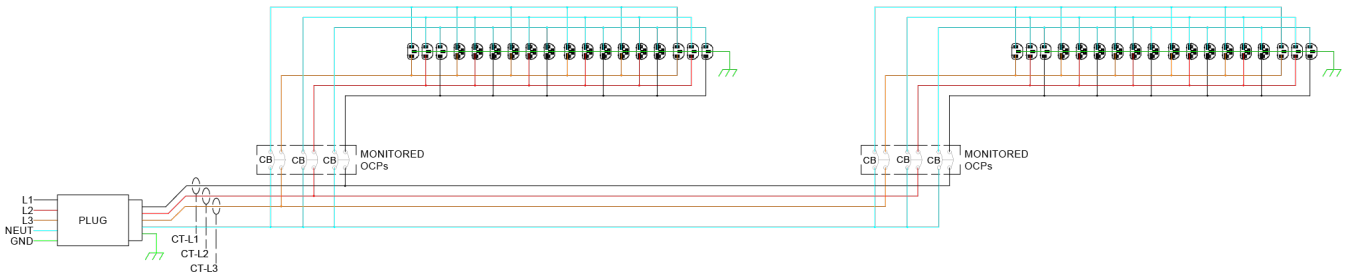 CB CB CB MONITORED
OCPs
CB CB CB MONITORED
OCPs
L1
L2
L3
NEUT
GND
PLUG
CT-L1
CT-L2
CT-L3